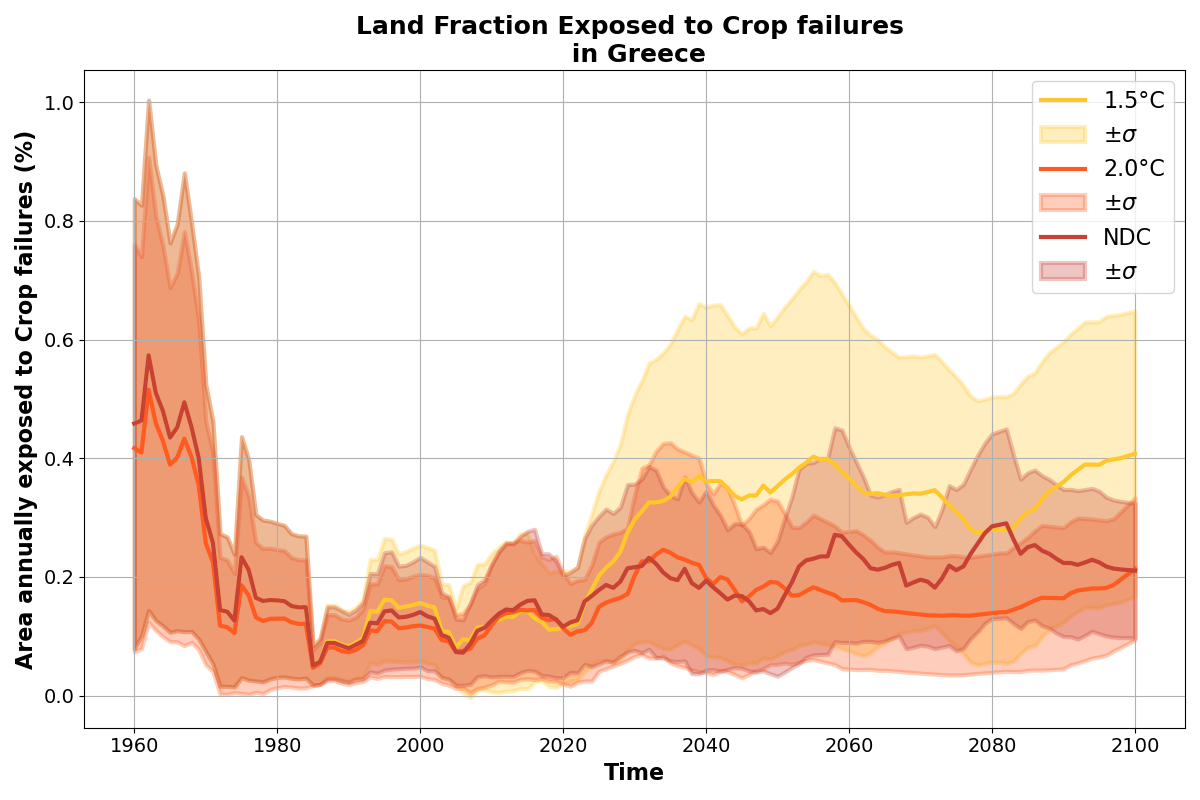 Land Fraction Exposed to Crop failures
in Greece
Area annually exposed to Crop failures (%)
1.0
0.8
0.6
0.4
0.2
0.0
1.5°C
±σ
2.0°C
±σ
NDC
±σ
1960 1980 2000 2020 2040 2060 2080 2100
Time